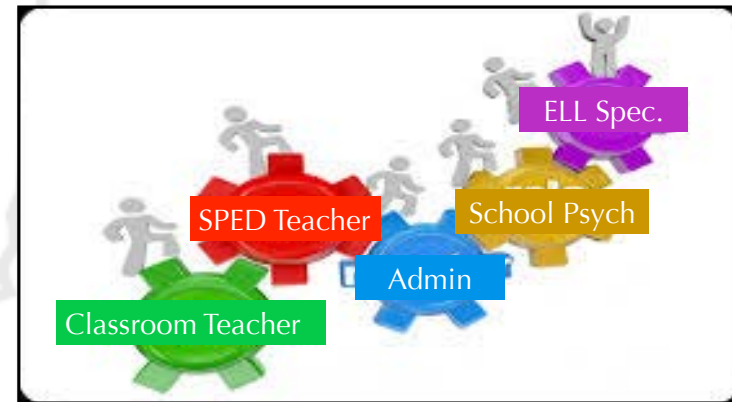 ELL Spec.
School Psych
SPED Teacher
Admin
Classroom Teacher